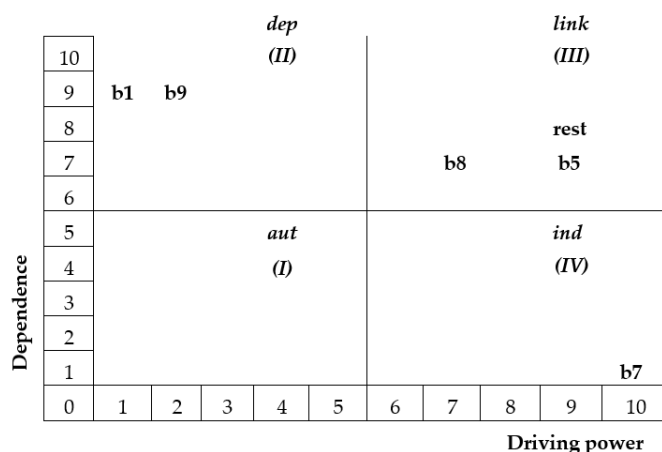 dep link
10 (II) (III)
9 b1 b9
8 rest
7 b8 b5
6
5 aut ind
4 (I) (IV)
3
2
1 b7
0 1 2 3 4 5 6 7 8 9 10
Dependence
Driving power